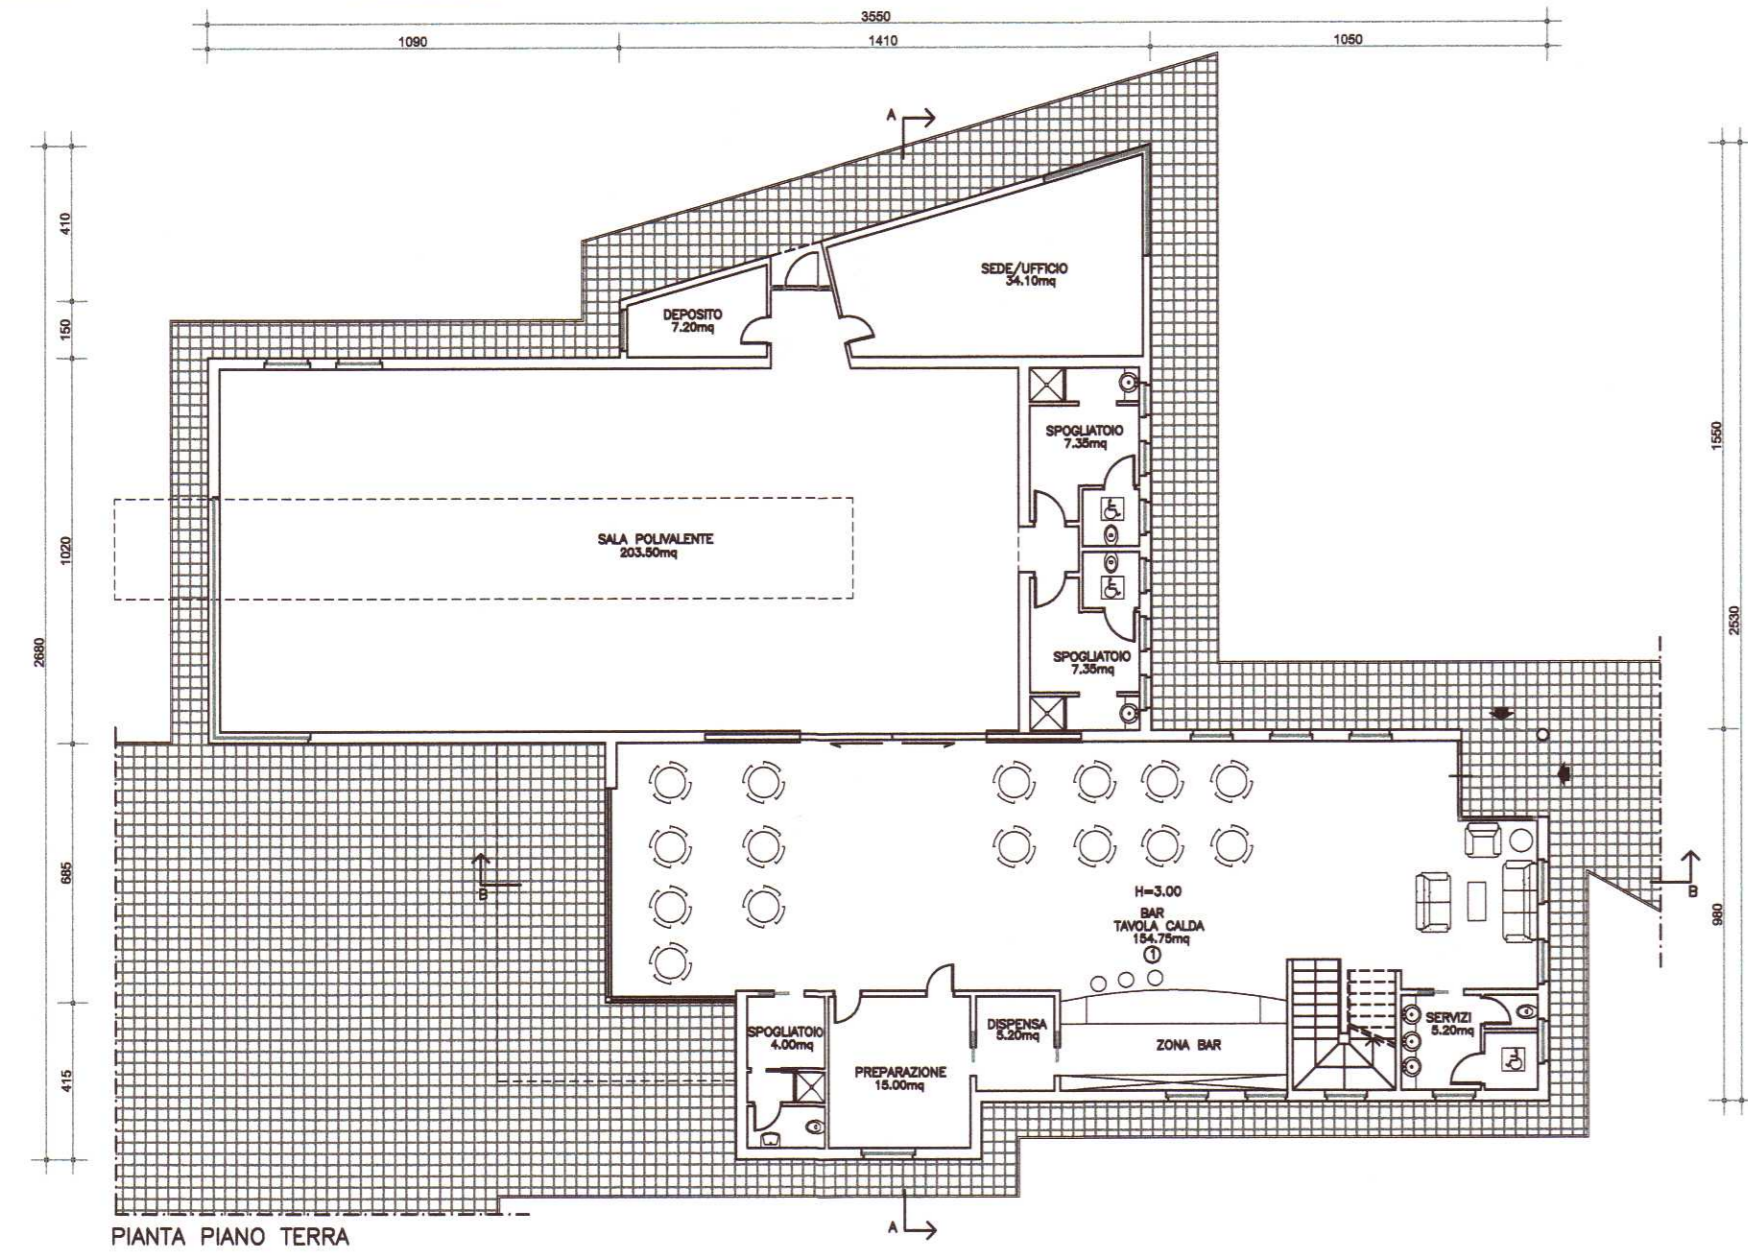 3550
1090
1410
1050
A
410
SEDE/UFFICIO
34.10mq
DEPOSITO
7.20mq
150
SPOGLIATOIO
7.35mq
1550
SALA POLIVALENTE
203.50mq
1020
2680
2530
SPOGLIATOIO
7.35mq
685
B
B
H=3.00
BAR
TAVOLA CALDA
154.75mq
1
980
SPOGLIATOIO
4.00mq
DISPENSA
5.20mq
SERVIZI
5.20mq
ZONA BAR
PREPARAZIONE
15.00mq
415
A
PIANTA PIANO TERRA